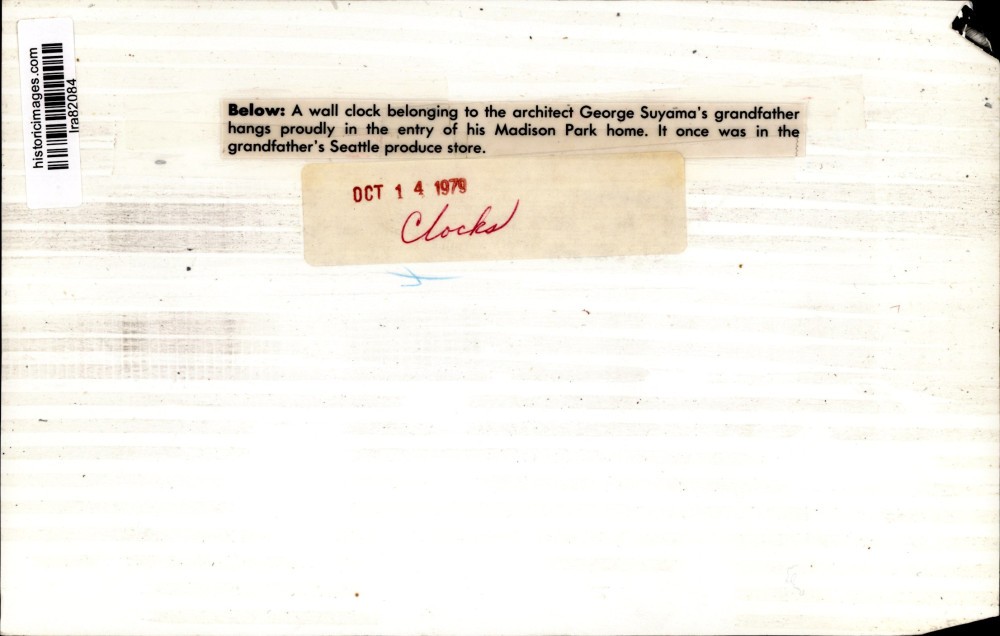 historicimages.com
lra82084
Below: A wall clock belonging to the architect George Suyama's grandfather
hangs proudly in the entry of his Madison Park home. It once was in the
grandfather's Seattle produce store.
OCT 14 1979
Clocks